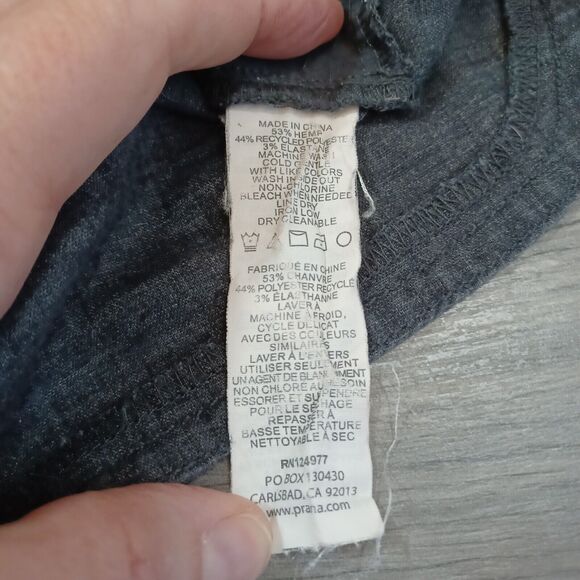 MADE IN CHINA
53% HEMP
44% RECYCLED POLYESTER
3% ELASTANE
MACHINE WASH
COLD GENTLE
WITH LIKE COLORS
WASH INSIDE OUT
NON-CHLORINE
BLEACH WHEN NEEDED
LINE DRY
IRON LOW
DRY CLEANABLE
FABRIQUÉ EN CHINE
53% CHANVRE
44% POLYESTER RECYCLÉ
3% ÉLASTHANNE
LAVER À
MACHINE À FROID,
CYCLE DÉLICAT
AVEC DES COULEURS
SIMILAIRES
LAVER À L'ENVERS
UTILISER SEULEMENT
UN AGENT DE BLANCHIMENT
NON CHLORÉ AU BESOIN
ESSORER ET SUSPENDRE
POUR LE SÉCHAGE
REPASSER À
BASSE TEMPÉRATURE
NETTOYABLE À SEC
RN124977
PO BOX 130430
CARLSBAD, CA 92013
www.prana.com